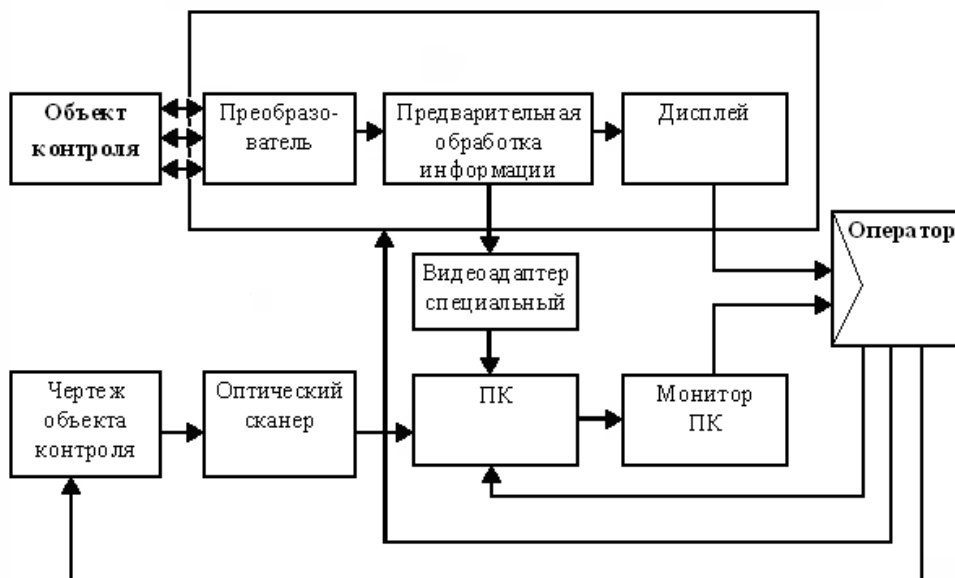 Объект
контроля
Преобразо-
ватель
Предварительная
обработка
информации
Дисплей
Оператор
Видеоадаптер
специальный
Чертеж
объекта
контроля
Оптический
сканер
ПК
Монитор
ПК